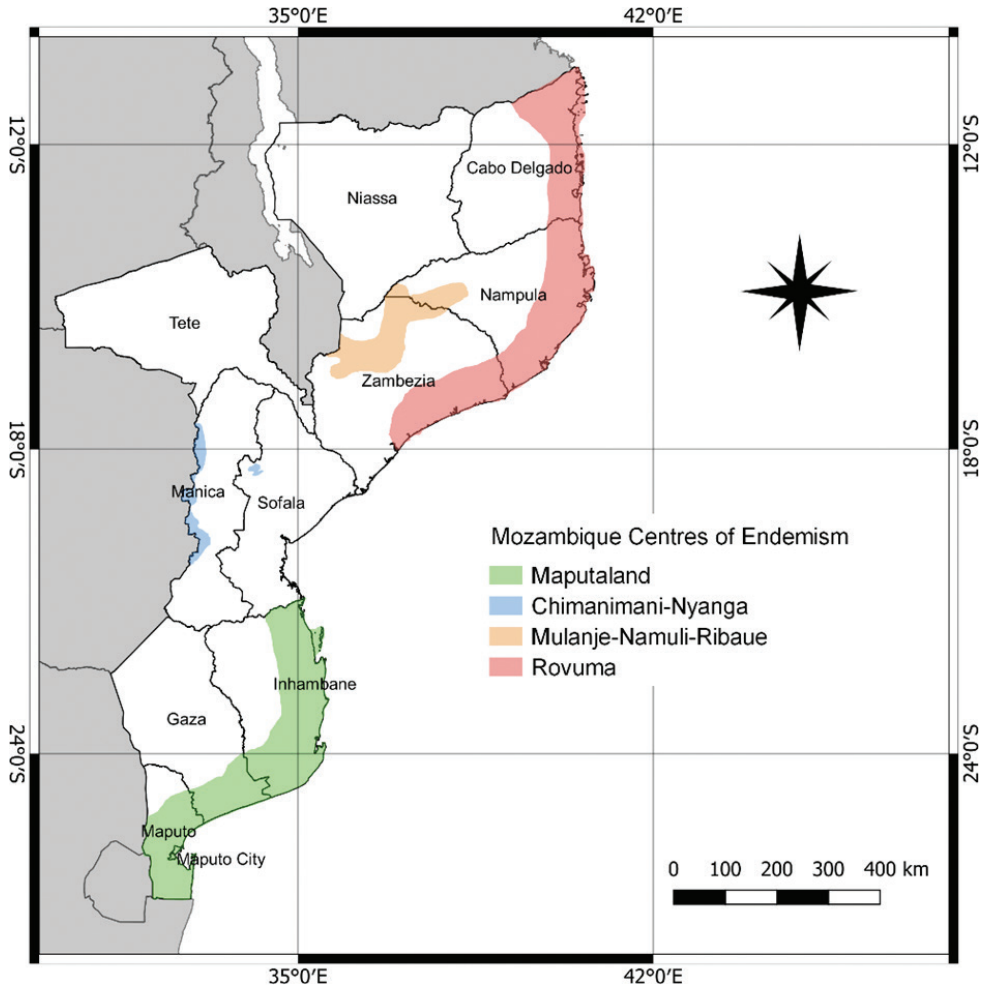 35°0'E 42°0'E
12°0'S 12°0'S
Cabo Delgado
Niassa
Nampula
Tete
Zambezia
18°0'S 18°0'S
Manica
Sofala
Mozambique Centres of Endemism
Maputaland
Chimanimani-Nyanga
Mulanje-Namuli-Ribaue
Rovuma
Inhambane
Gaza
24°0'S 24°0'S
Maputo
Maputo City
0 100 200 300 400 km
35°0'E 42°0'E